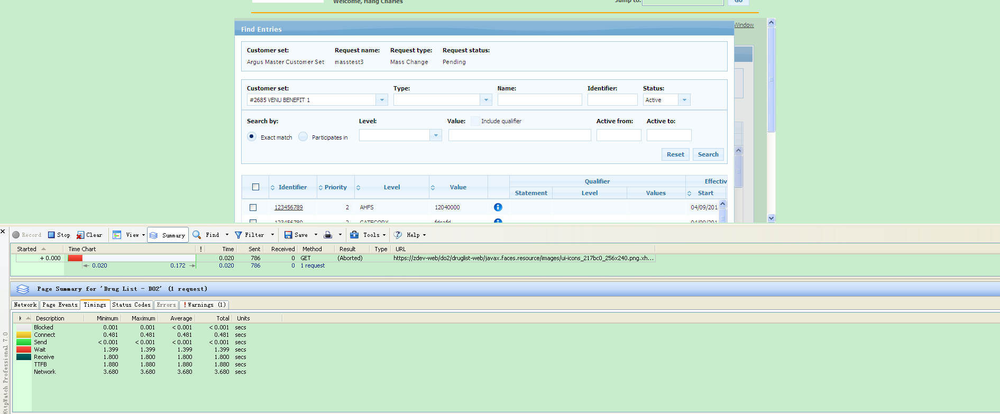 Welcome, Hang Charles
Jump to:
Go
Window
Find Entries
Customer set: Request name: Request type: Request status:
Argus Master Customer Set masstest3 Mass Change Pending
Customer set: Type: Name: Identifier: Status:
#2685 VENU BENEFIT 1 Active
Search by: Level: Value: Include qualifier Active from: Active to:
Exact match Participates in
Reset Search
Qualifier Effectiv
Identifier Priority Level Value
Statement Level Values Start
123456789 2 AHFS 12040000 04/09/201
123456789 2 CATEGORY fdsafd 04/09/201
Record Stop Clear View Summary Find Filter Save Tools Help
Started Time Chart ! Time Sent Received Method Result Type URL
+ 0.000 0.020 786 0 GET (Aborted) https://zdev-web/do2/druglist-web/javax.faces.resource/images/ui-icons_217bc0_256x240.png.xh...
0.020 0.172 0.020 786 0 1 request
Page Summary for 'Drug List - DO2' (1 request)
Network Page Events Timings Status Codes Errors ! Warnings (1)
K Description Minimum Maximum Average Total Units
Blocked 0.001 0.001 < 0.001 < 0.001 secs
Connect 0.481 0.481 0.481 0.481 secs
Send < 0.001 < 0.001 < 0.001 < 0.001 secs
Wait 1.399 1.399 1.399 1.399 secs
Receive 1.800 1.800 1.800 1.800 secs
TTFB 1.880 1.880 1.880 1.880 secs
Network 3.680 3.680 3.680 3.680 secs
HttpWatch Professional 7.0